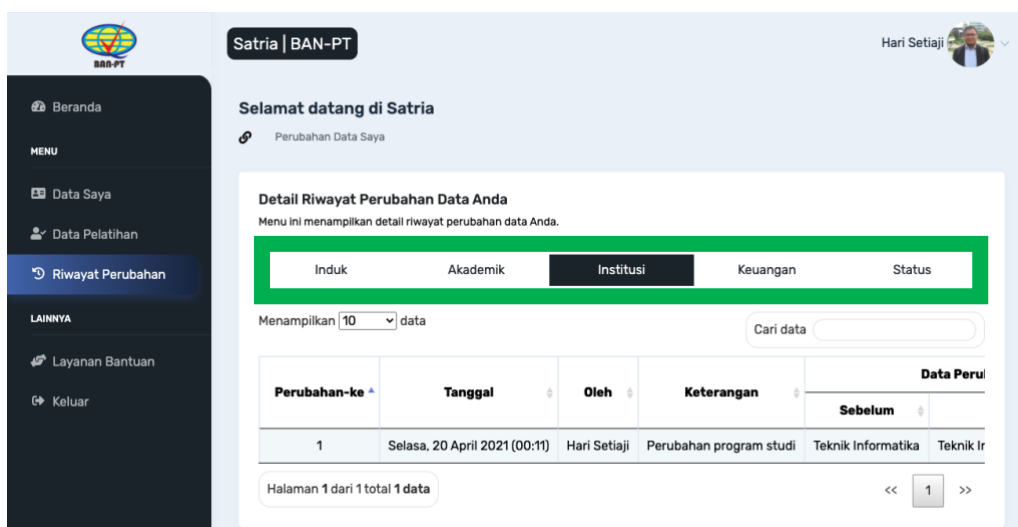 BAN-PT
Satria | BAN-PT
Hari Setiaji
Beranda
MENU
Data Saya
Data Pelatihan
Riwayat Perubahan
LAINNYA
Layanan Bantuan
Keluar
Selamat datang di Satria
Perubahan Data Saya
Detail Riwayat Perubahan Data Anda
Menu ini menampilkan detail riwayat perubahan data Anda.
Induk Akademik Institusi Keuangan Status
Menampilkan 10 data
Cari data
Perubahan-ke Tanggal Oleh Keterangan Data Peru
Sebelum
1 Selasa, 20 April 2021 (00:11) Hari Setiaji Perubahan program studi Teknik Informatika Teknik I
Halaman 1 dari 1 total 1 data
<< 1 >>